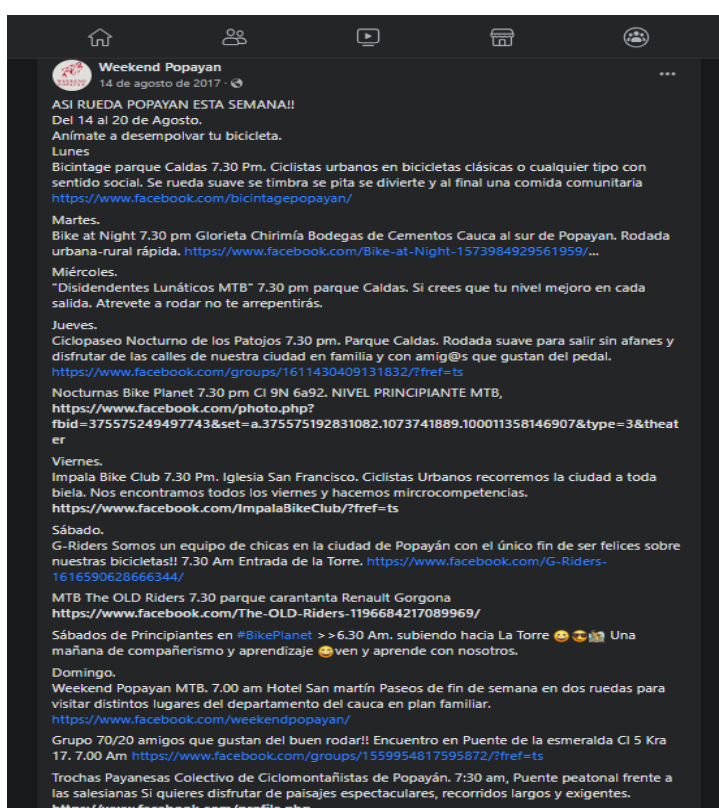 Weekend Popayan
14 de agosto de 2017 ·
ASI RUEDA POPAYAN ESTA SEMANA!!
Del 14 al 20 de Agosto.
Anímate a desempolvar tu bicicleta.
Lunes
Bicintage parque Caldas 7.30 Pm. Ciclistas urbanos en bicicletas clásicas o cualquier tipo con
sentido social. Se rueda suave se timbra se pita se divierte y al final una comida comunitaria
https://www.facebook.com/bicintagepopayan/
Martes.
Bike at Night 7.30 pm Glorieta Chirimía Bodegas de Cementos Cauca al sur de Popayan. Rodada
urbana-rural rápida. https://www.facebook.com/Bike-at-Night-1573984929561959/...
Miércoles.
"Disidendentes Lunáticos MTB" 7.30 pm parque Caldas. Si crees que tu nivel mejoro en cada
salida. Atrevete a rodar no te arrepentirás.
Jueves.
Ciclopaseo Nocturno de los Patojos 7.30 pm. Parque Caldas. Rodada suave para salir sin afanes y
disfrutar de las calles de nuestra ciudad en familia y con amig@s que gustan del pedal.
https://www.facebook.com/groups/1611430409131832/?fref=ts
Nocturnas Bike Planet 7.30 pm Cl 9N 6a92. NIVEL PRINCIPIANTE MTB,
https://www.facebook.com/photo.php?
fbid=375575249497743&set=a.375575192831082.1073741889.100011358146907&type=3&theat
er
Viernes.
Impala Bike Club 7.30 Pm. Iglesia San Francisco. Ciclistas Urbanos recorremos la ciudad a toda
biela. Nos encontramos todos los viernes y hacemos mircrocompetencias.
https://www.facebook.com/ImpalaBikeClub/?fref=ts
Sábado.
G-Riders Somos un equipo de chicas en la ciudad de Popayán con el único fin de ser felices sobre
nuestras bicicletas!! 7.30 Am Entrada de la Torre. https://www.facebook.com/G-Riders-
1616590628666344/
MTB The OLD Riders 7.30 parque carantanta Renault Gorgona
https://www.facebook.com/The-OLD-Riders-1196684217089969/
Sábados de Principiantes en #BikePlanet >>6.30 Am. subiendo hacia La Torre 😄😎🚵 Una
mañana de compañerismo y aprendizaje 😄ven y aprende con nosotros.
Domingo.
Weekend Popayan MTB. 7.00 am Hotel San martín Paseos de fin de semana en dos ruedas para
visitar distintos lugares del departamento del cauca en plan familiar.
https://www.facebook.com/weekendpopayan/
Grupo 70/20 amigos que gustan del buen rodar!! Encuentro en Puente de la esmeralda Cl 5 Kra
17. 7.00 Am https://www.facebook.com/groups/1559954817595872/?fref=ts
Trochas Payanesas Colectivo de Ciclomontañistas de Popayán. 7:30 am, Puente peatonal frente a
las salesianas Si quieres disfrutar de paisajes espectaculares, recorridos largos y exigentes.
https://www.facebook.com/profile.php